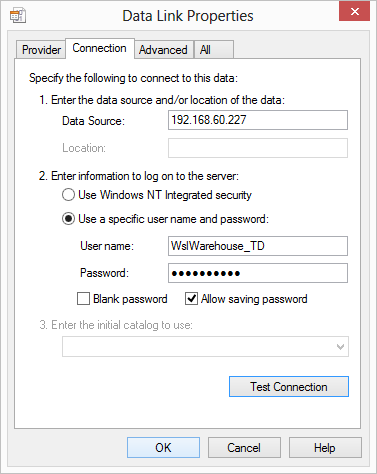 Data Link Properties
Provider Connection Advanced All
Specify the following to connect to this data:
1. Enter the data source and/or location of the data:
Data Source: 192.168.60.227
Location:
2. Enter information to log on to the server:
Use Windows NT Integrated security
Use a specific user name and password:
User name: WslWarehouse_TD
Password: ●●●●●●●●●●
Blank password Allow saving password
3. Enter the initial catalog to use:
Test Connection
OK Cancel Help